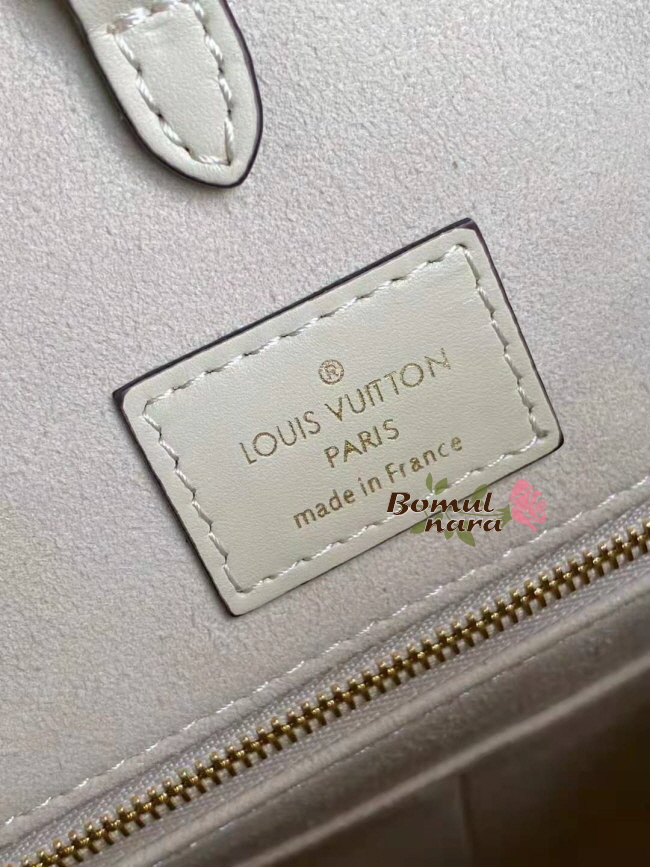 ®
LOUIS VUITTON
PARIS
made in France
Bomul
nara